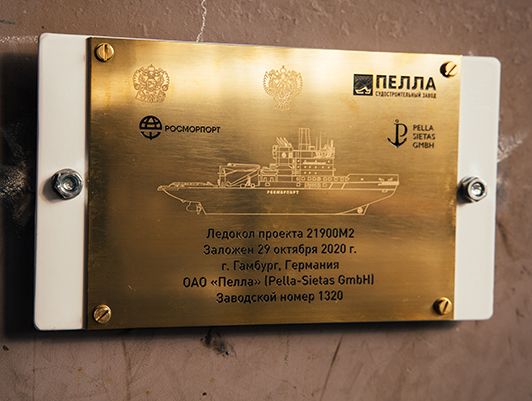 ПЕЛЛА
СУДОСТРОИТЕЛЬНЫЙ ЗАВОД
РОСМОРПОРТ
PELLA
SIETAS
GMBH
РОСМОРПОРТ
Ледокол проекта 21900М2
Заложен 29 октября 2020 г.
г. Гамбург, Германия
ОАО «Пелла» (Pella-Sietas GmbH)
Заводской номер 1320